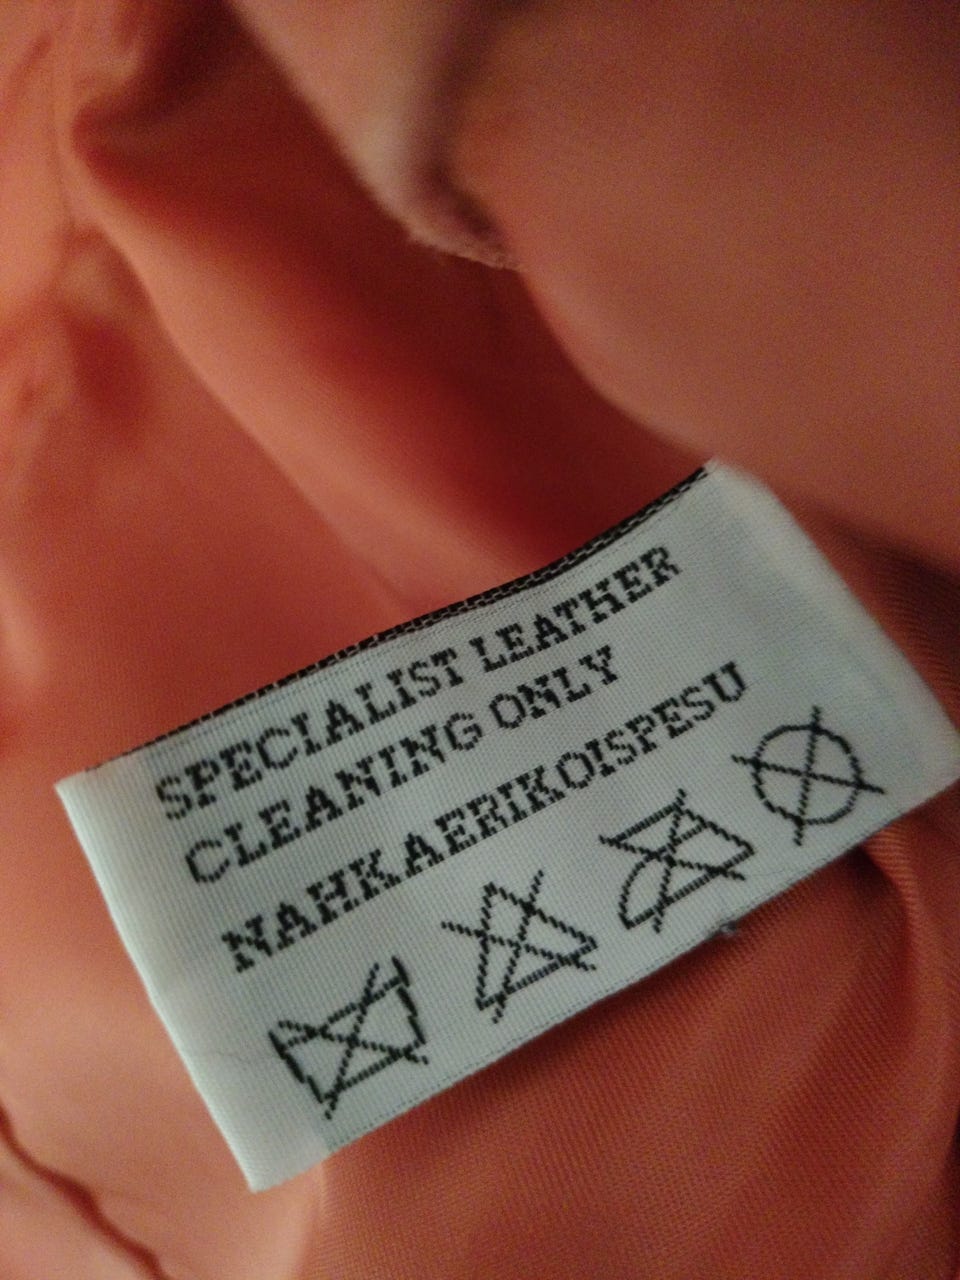 SPECIALIST LEATHER
CLEANING ONLY
NAHKAERIKOISPESU